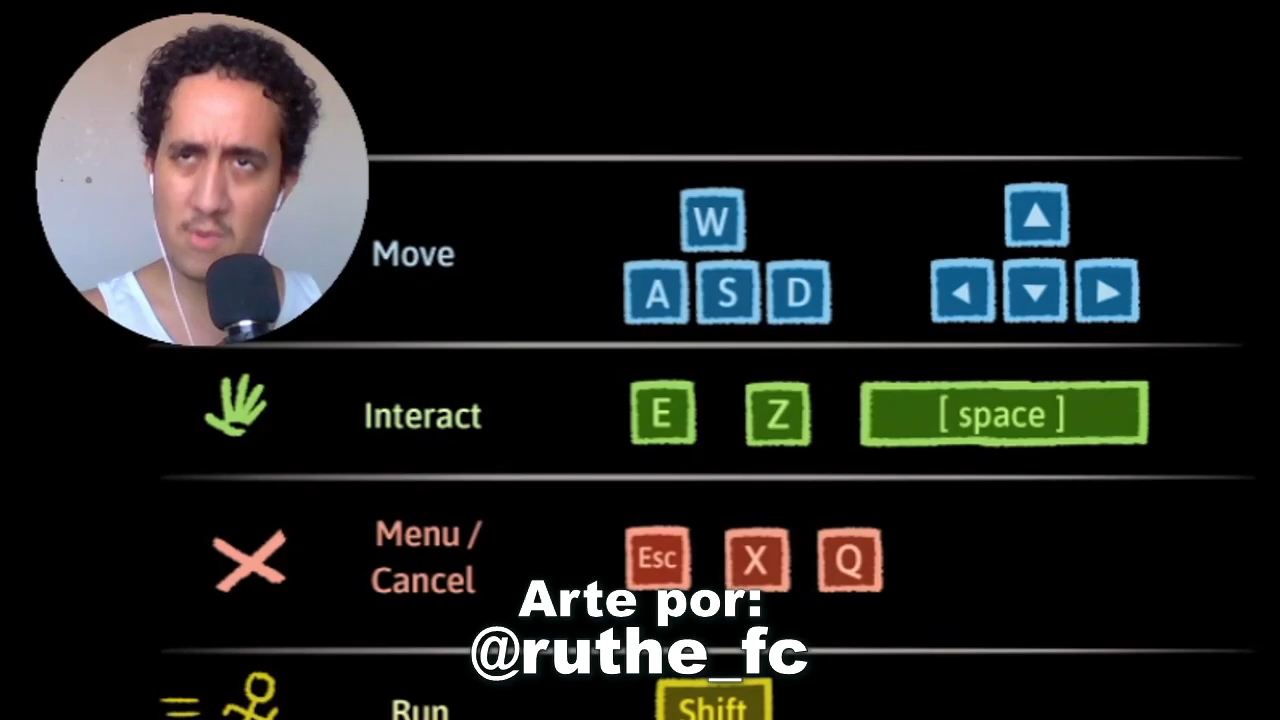 Move
W
A S D
▲
◀ ▼ ▶
Interact
E Z [ space ]
Menu /
Cancel
Esc X Q
Arte por:
@ruthe_fc
Run
Shift